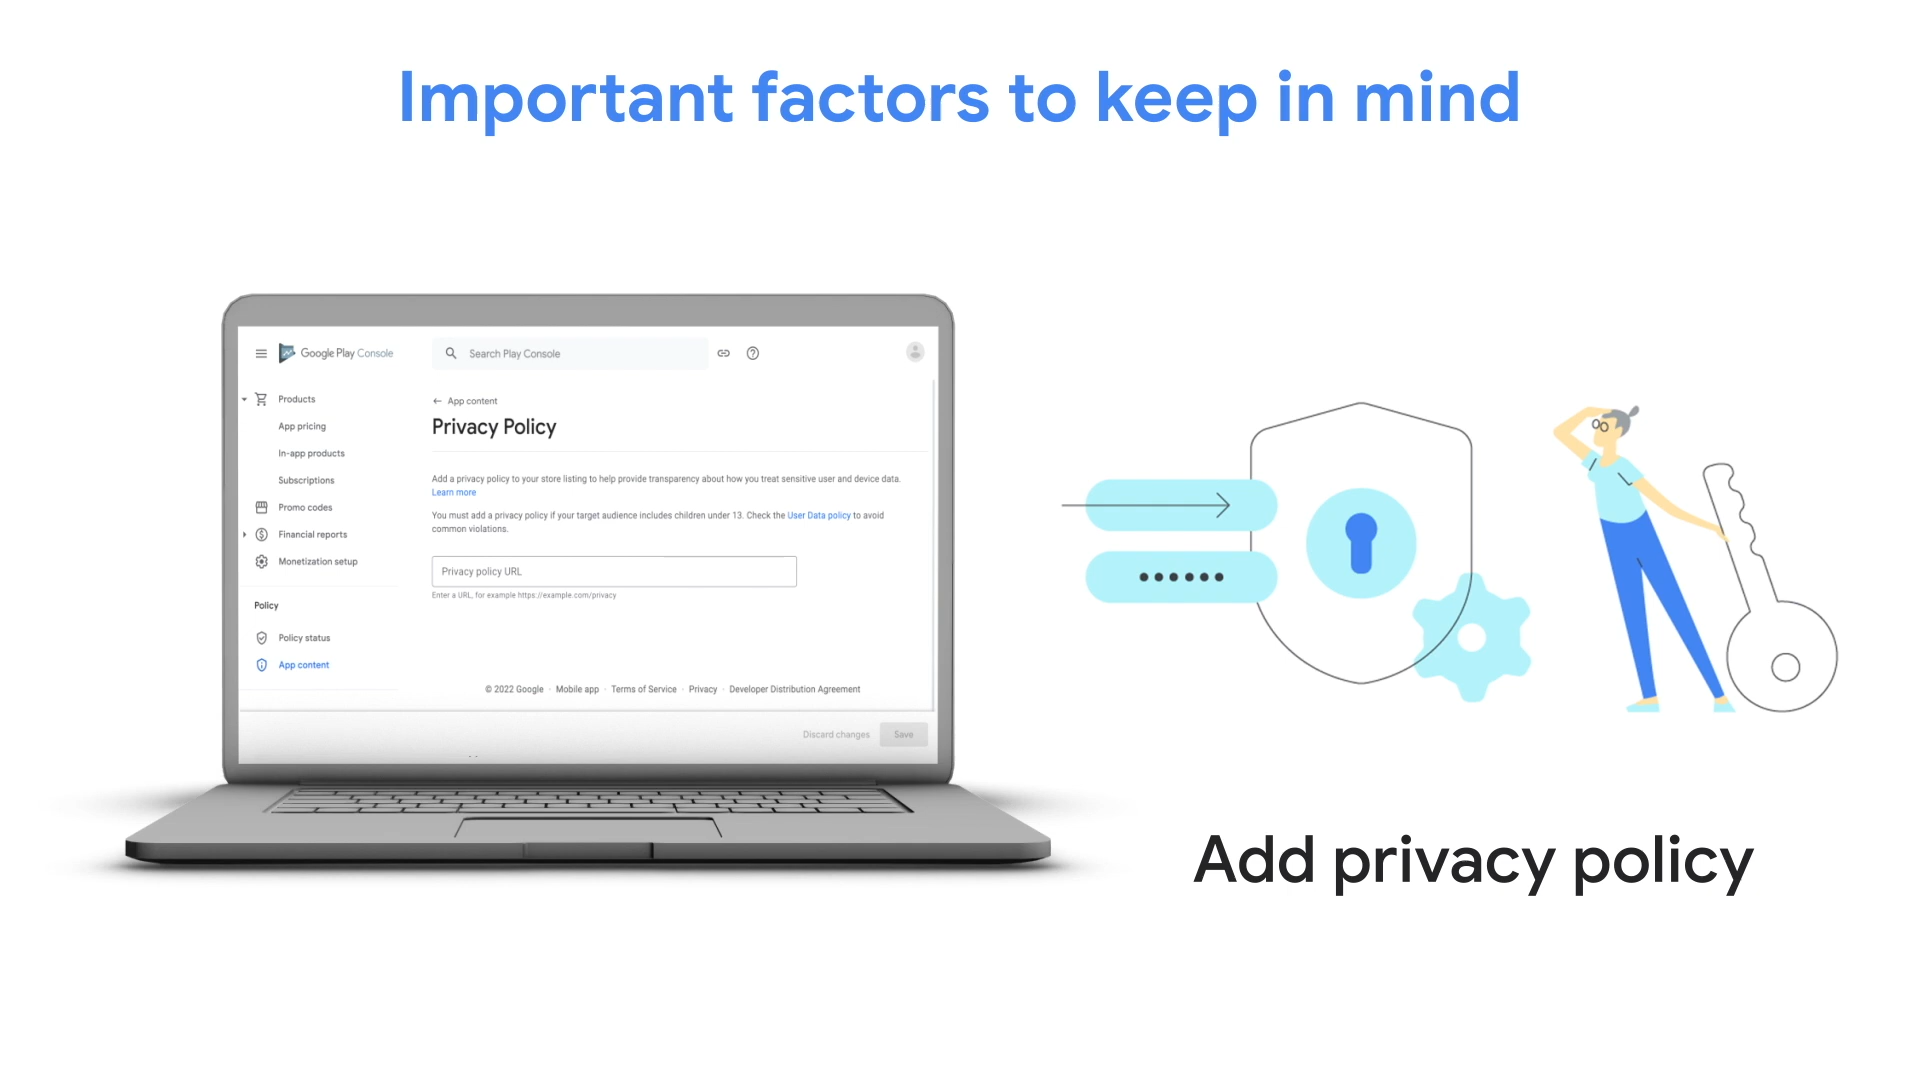 Important factors to keep in mind
Google Play Console
Search Play Console
Products
App pricing
In-app products
Subscriptions
Promo codes
Financial reports
Monetization setup
Policy
Policy status
App content
App content
Privacy Policy
Add a privacy policy to your store listing to help provide transparency about how you treat sensitive user and device data.
Learn more
You must add a privacy policy if your target audience includes children under 13. Check the User Data policy to avoid
common violations.
Privacy policy URL
Enter a URL, for example https://example.com/privacy
© 2022 Google · Mobile app · Terms of Service · Privacy · Developer Distribution Agreement
Discard changes
Save
Add privacy policy